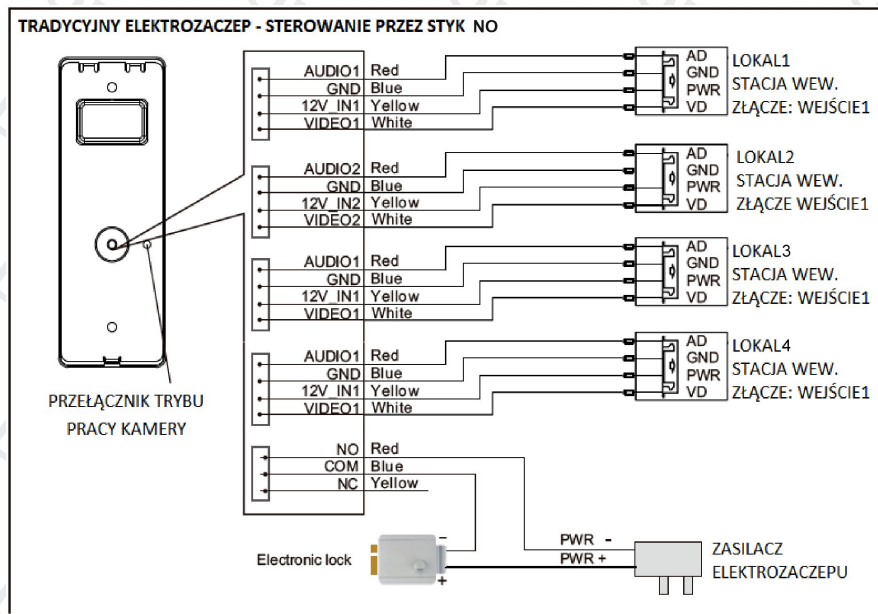 TRADYCYJNY ELEKTROZACZEP - STEROWANIE PRZEZ STYK NO
AUDIO1 Red
GND Blue
12V_IN1 Yellow
VIDEO1 White
AD
GND
PWR
VD
LOKAL1
STACJA WEW.
ZŁĄCZE: WEJŚCIE1
AUDIO2 Red
GND Blue
12V_IN2 Yellow
VIDEO2 White
AD
GND
PWR
VD
LOKAL2
STACJA WEW.
ZŁĄCZE WEJŚCIE1
AUDIO1 Red
GND Blue
12V_IN1 Yellow
VIDEO1 White
AD
GND
PWR
VD
LOKAL3
STACJA WEW.
ZŁĄCZE: WEJŚCIE1
AUDIO1 Red
GND Blue
12V_IN1 Yellow
VIDEO1 White
AD
GND
PWR
VD
LOKAL4
STACJA WEW.
ZŁĄCZE: WEJŚCIE1
PRZEŁĄCZNIK TRYBU
PRACY KAMERY
NO Red
COM Blue
NC Yellow
Electronic lock
-
+
PWR -
PWR +
ZASILACZ
ELEKTROZACZEPU